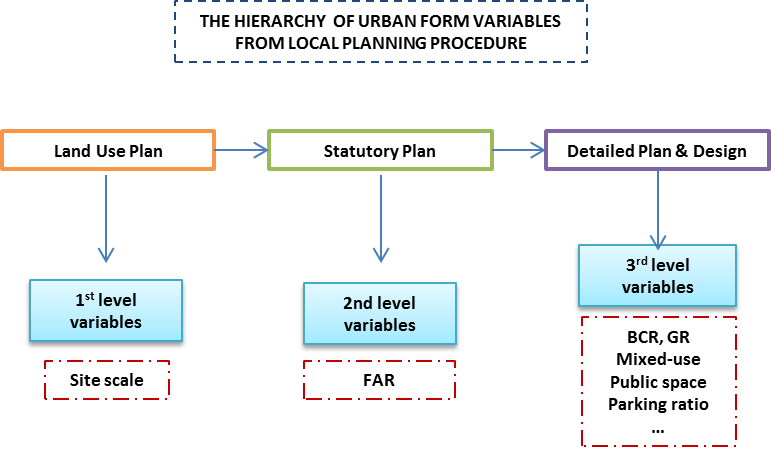 THE HIERARCHY OF URBAN FORM VARIABLES
FROM LOCAL PLANNING PROCEDURE
Land Use Plan
Statutory Plan
Detailed Plan & Design
1st level
variables
2nd level
variables
3rd level
variables
Site scale
FAR
BCR, GR
Mixed-use
Public space
Parking ratio
...